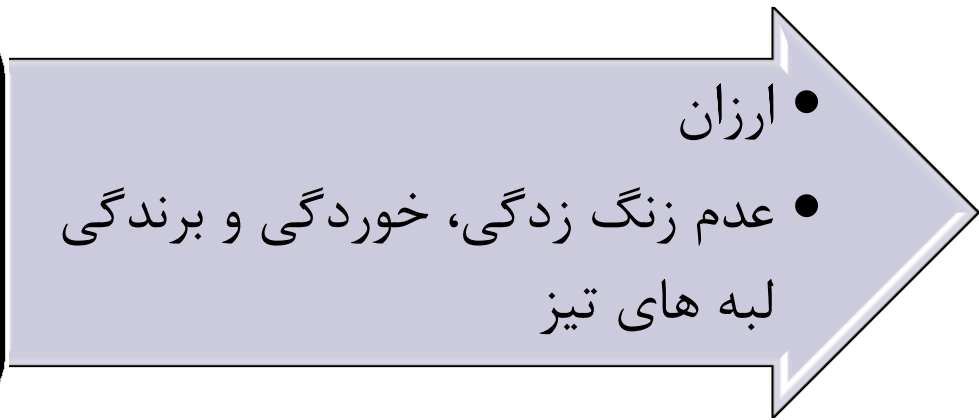 • ارزان
• عدم زنگ زدگی، خوردگی و برندگی
لبه های تیز